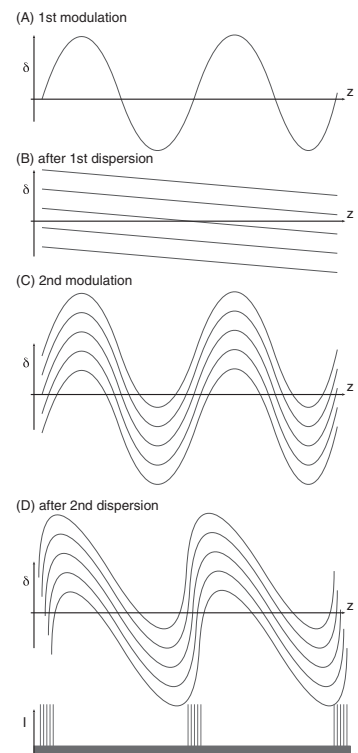 (A) 1st modulation
δ
z
(B) after 1st dispersion
δ
z
(C) 2nd modulation
δ
z
(D) after 2nd dispersion
δ
z
I